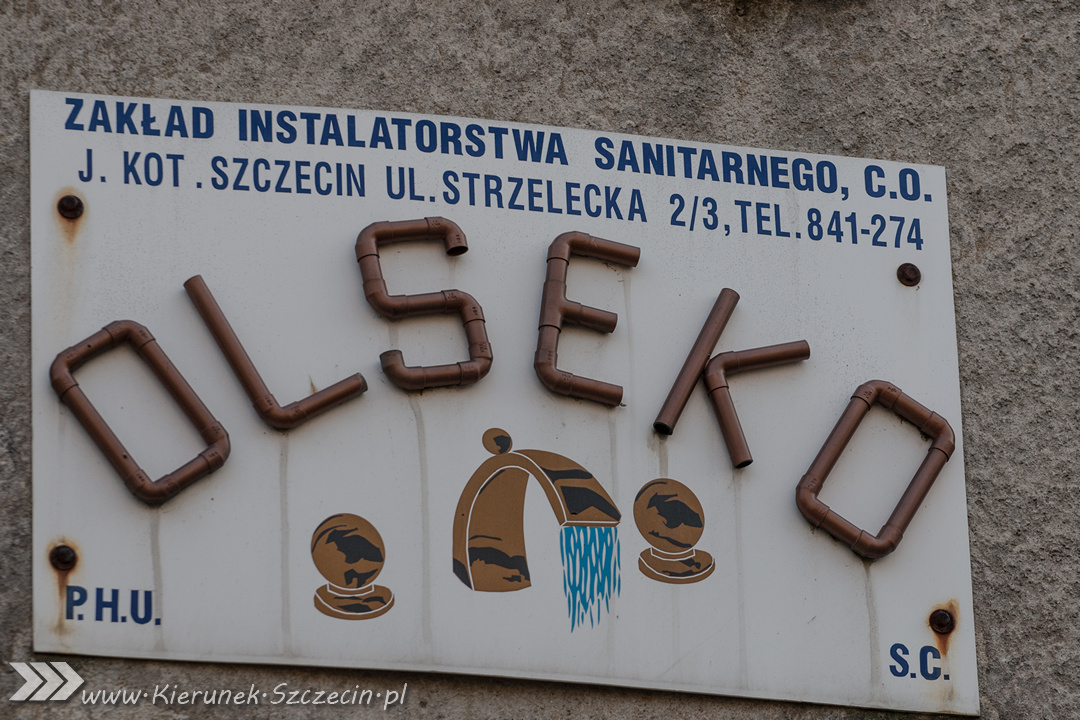 ZAKŁAD INSTALATORSTWA SANITARNEGO, C.O.
J. KOT. SZCZECIN UL. STRZELECKA 2/3, TEL. 841-274
OLSEKO
P.H.U.
S.C.
www·Kierunek·Szczecin·pl